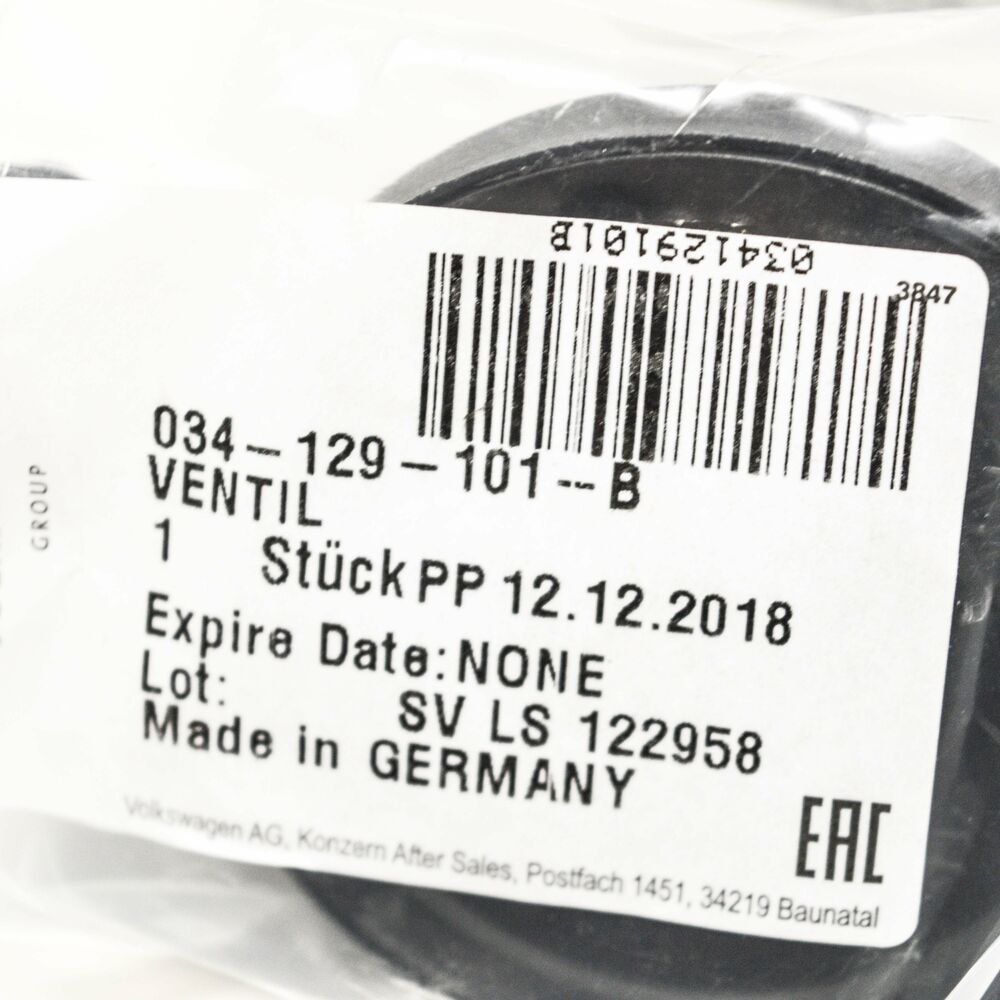 034129101B
3847
034-129-101--B
VENTIL
1 Stück PP 12.12.2018
Expire Date: NONE
Lot: SV LS 122958
Made in GERMANY
EAC
Volkswagen AG, Konzern After Sales, Postfach 1451, 34219 Baunatal
GROUP